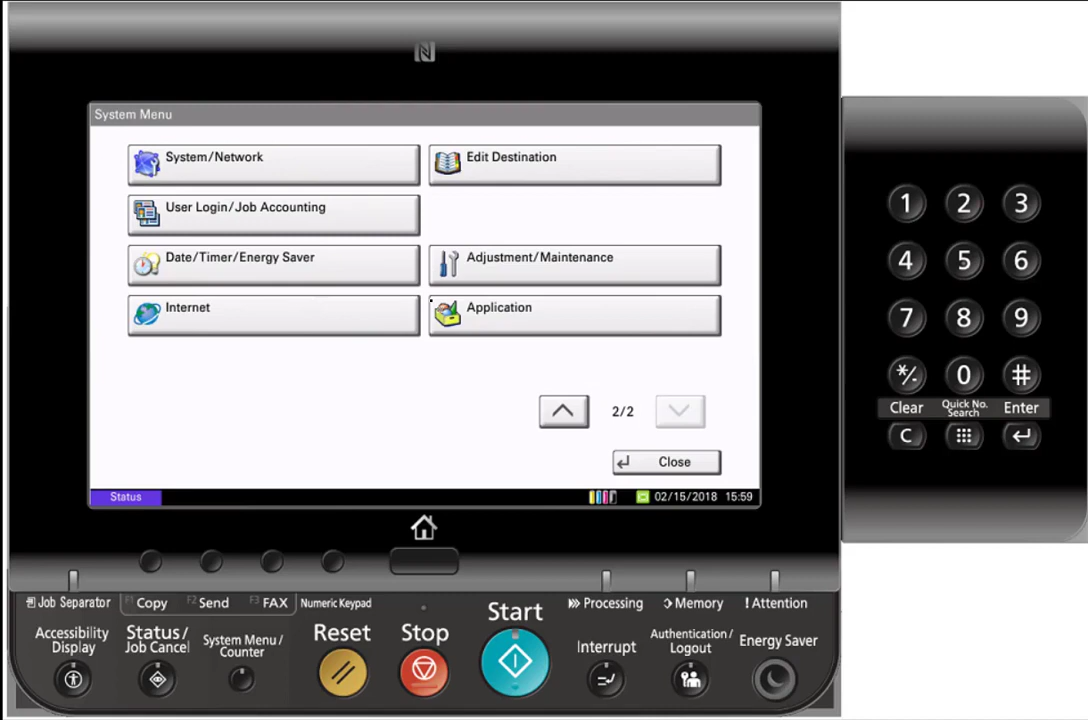 System Menu
System/Network
Edit Destination
User Login/Job Accounting
Date/Timer/Energy Saver
Adjustment/Maintenance
Internet
Application
2/2
Close
Status
02/15/2018 15:59
1 2 3
4 5 6
7 8 9
*/. 0 #
Clear Quick No. Search Enter
C
Job Separator
F1 Copy F2 Send F3 FAX
Numeric Keypad
Start
Processing
Memory
Attention
Accessibility Display
Status/ Job Cancel
System Menu / Counter
Reset
Stop
Interrupt
Authentication/ Logout
Energy Saver